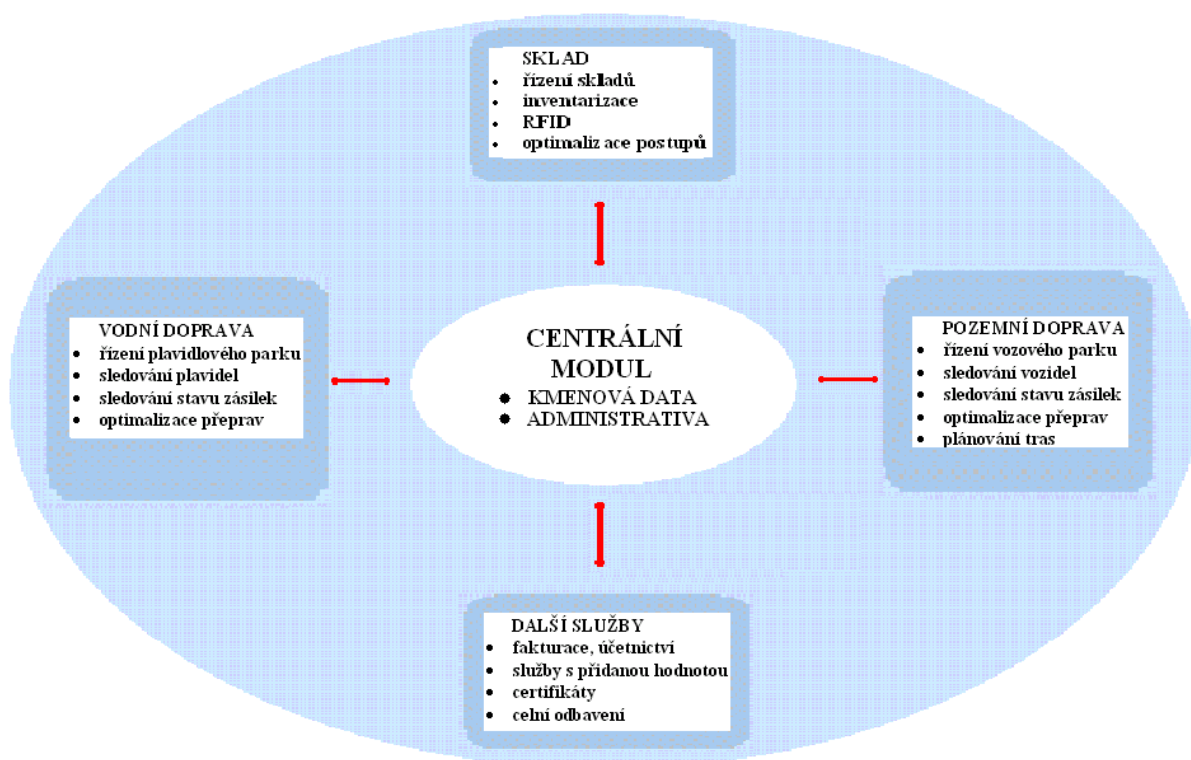 SKLAD
• řízení skladů
• inventarizace
• RFID
• optimalizace postupů
VODNÍ DOPRAVA
• řízení plavidlového parku
• sledování plavidel
• sledování stavu zásilek
• optimalizace přeprav
CENTRÁLNÍ
MODUL
• KMENOVÁ DATA
• ADMINISTRATIVA
POZEMNÍ DOPRAVA
• řízení vozového parku
• sledování vozidel
• sledování stavu zásilek
• optimalizace přeprav
• plánování tras
DALŠÍ SLUŽBY
• fakturace, účetnictví
• služby s přidanou hodnotou
• certifikáty
• celní odbavení